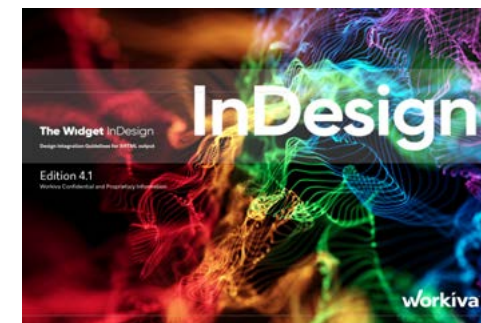 InDesign
The Widget InDesign
Design Integration Guidelines for XHTML output
Edition 4.1
Workiva Confidential and Proprietary Information
workiva